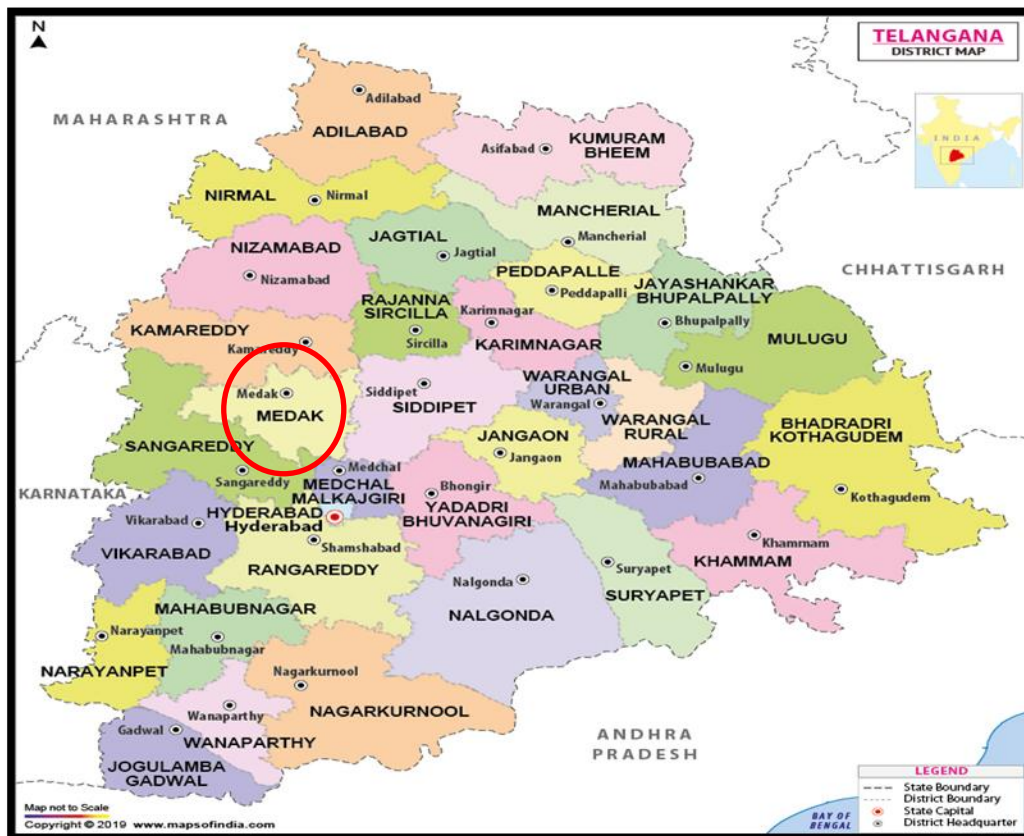 N
TELANGANA
DISTRICT MAP
INDIA
MAHARASHTRA
Adilabad
ADILABAD
Asifabad
KUMURAM
BHEEM
NIRMAL
Nirmal
MANCHERIAL
Mancherial
JAGTIAL
Jagtial
NIZAMABAD
Nizamabad
PEDDAPALLE
Peddapalli
CHHATTISGARH
JAYASHANKAR
BHUPALPALLY
Bhupalpally
RAJANNA
SIRCILLA
Sircilla
Karimnagar
KARIMNAGAR
KAMAREDDY
Kamareddy
MULUGU
Mulugu
Medak
MEDAK
Siddipet
SIDDIPET
WARANGAL
URBAN
Warangal
WARANGAL
RURAL
BHADRADRI
KOTHAGUDEM
Kothagudem
JANGAON
Jangaon
MAHABUBABAD
Mahabubabad
SANGAREDDY
Sangareddy
KARNATAKA
Medchal
MEDCHAL
MALKAJGIRI
Bhongir
YADADRI
BHUVANAGIRI
HYDERABAD
Hyderabad
Vikarabad
VIKARABAD
Shamshabad
RANGAREDDY
Khammam
KHAMMAM
Suryapet
SURYAPET
Nalgonda
NALGONDA
MAHABUBNAGAR
Mahabubnagar
Narayanpet
NARAYANPET
Nagarkurnool
NAGARKURNOOL
Wanaparthy
WANAPARTHY
Gadwal
JOGULAMBA
GADWAL
ANDHRA
PRADESH
BAY OF
BENGAL
LEGEND
State Boundary
District Boundary
State Capital
District Headquarter
Map not to Scale
Copyright © 2019 www.mapsofindia.com